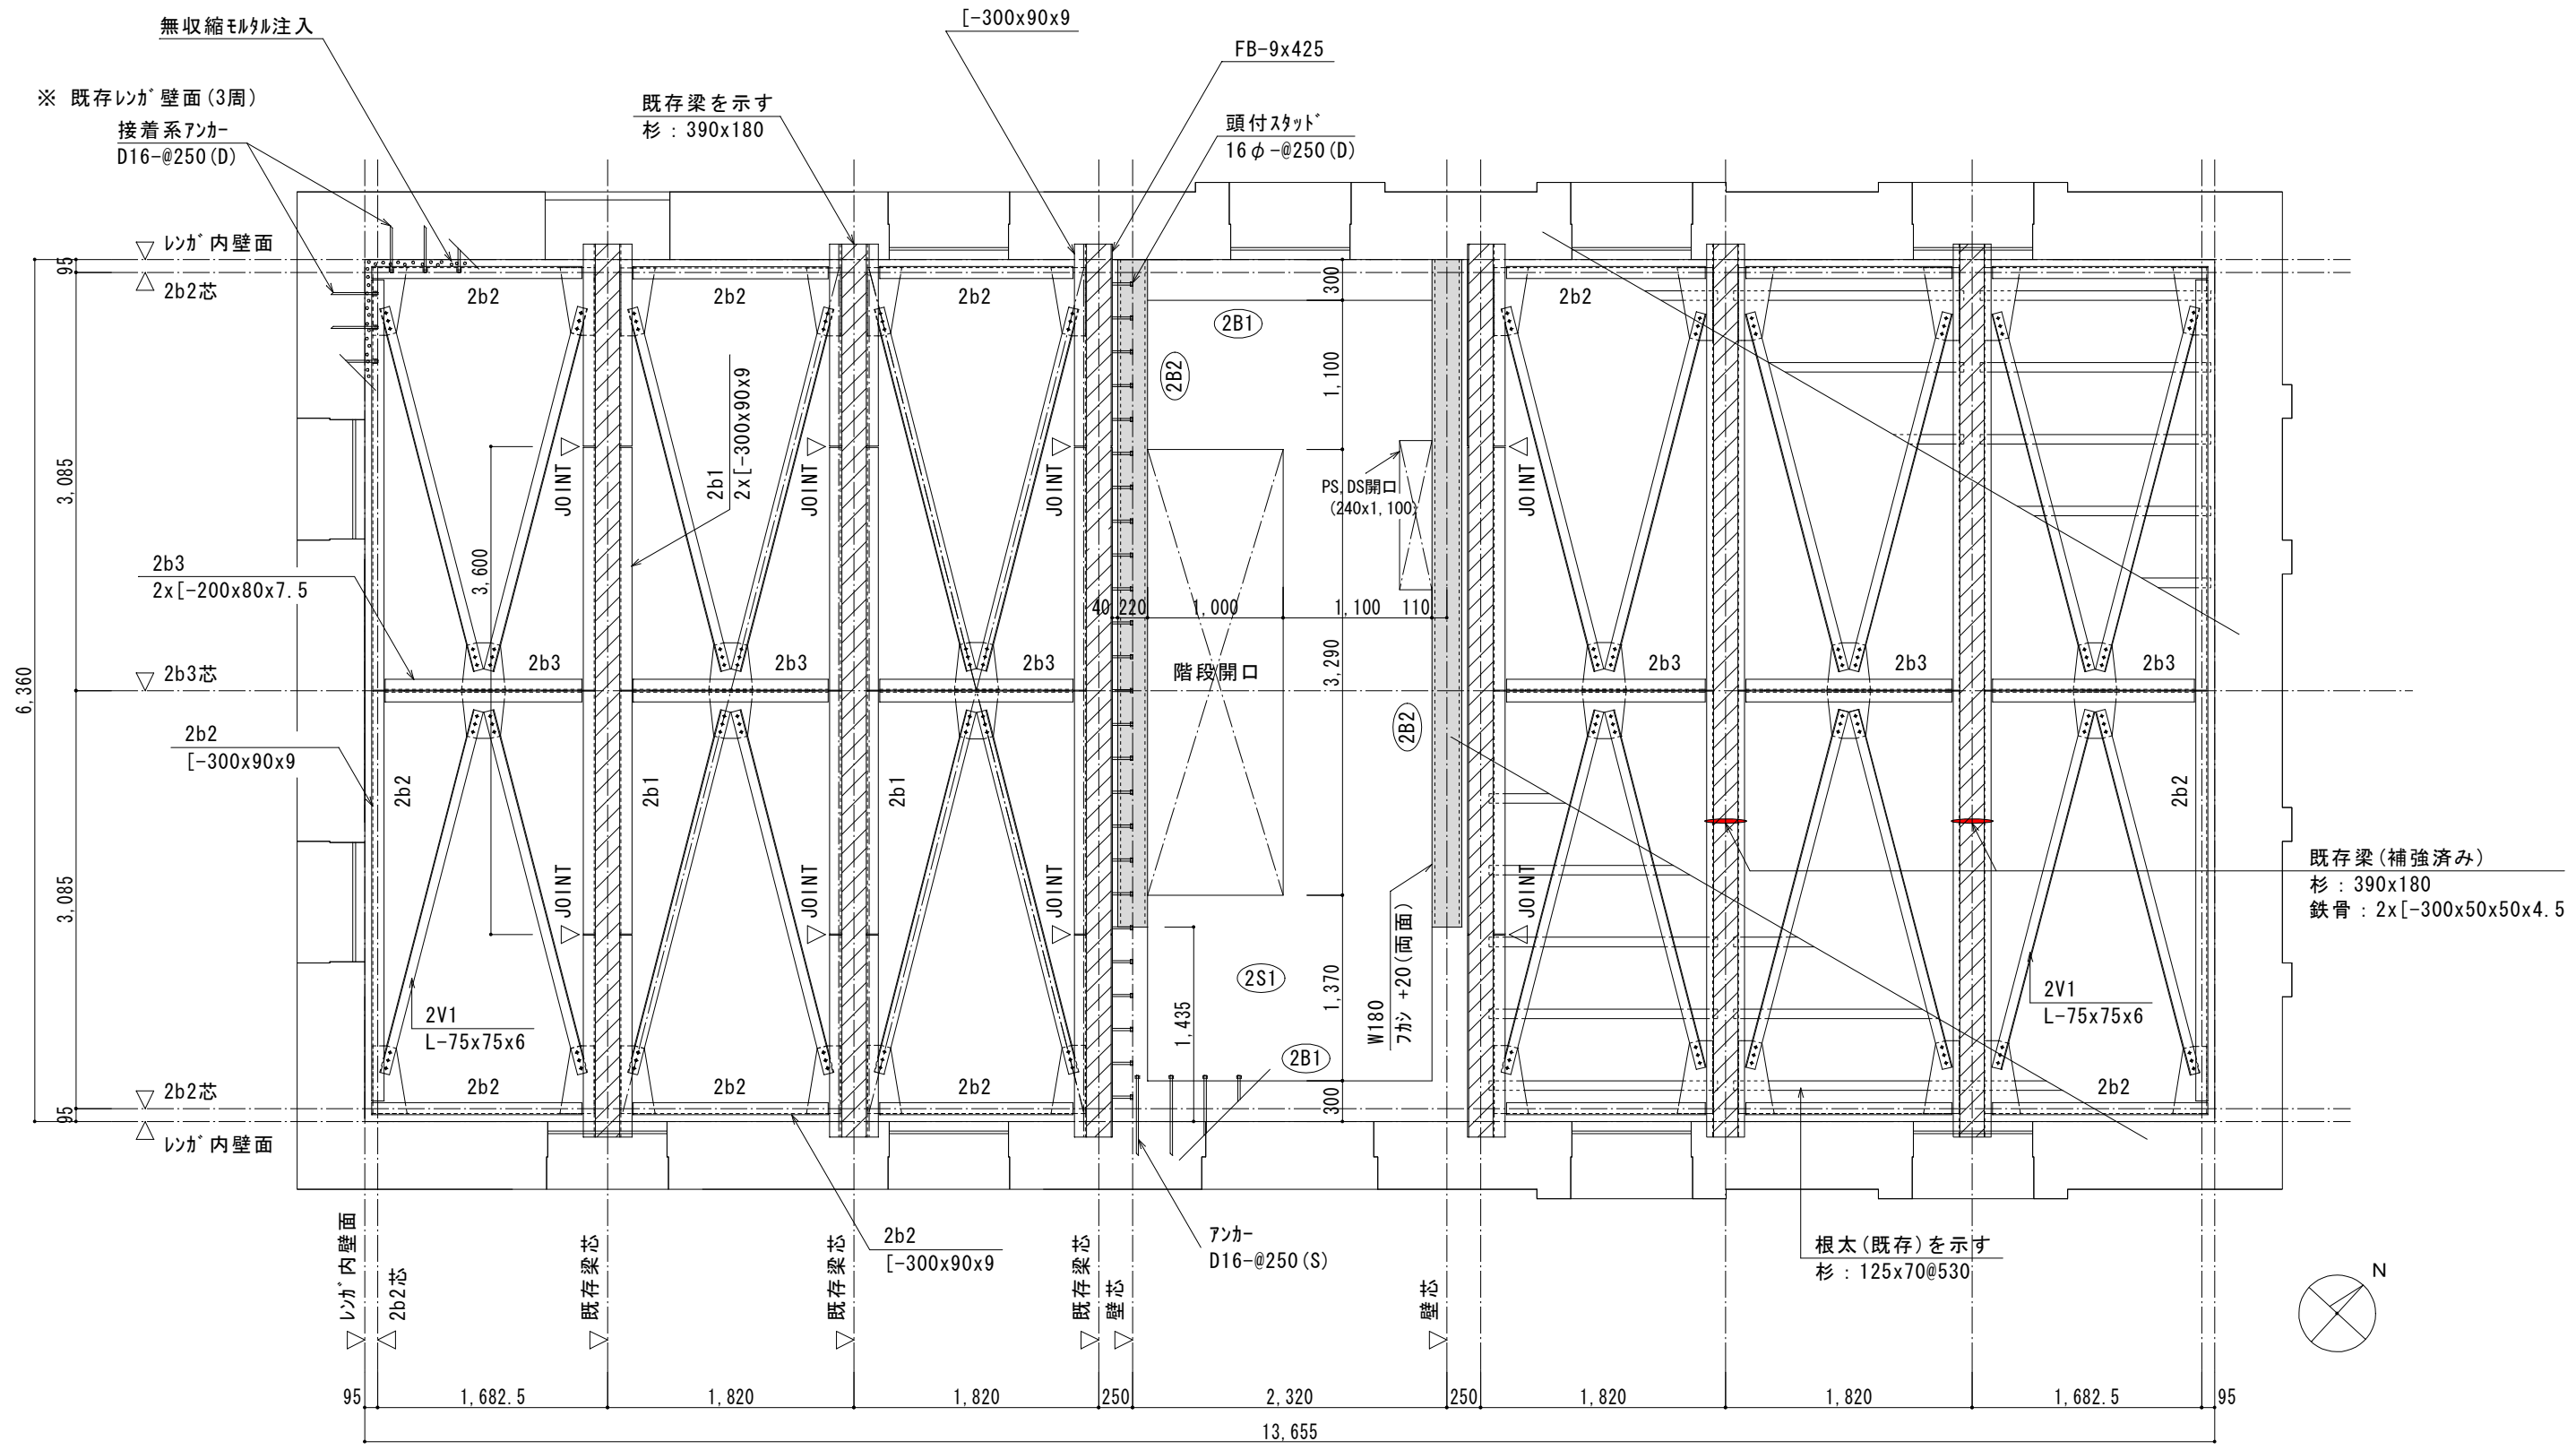 無収縮ﾓﾙﾀﾙ注入
[-300x90x9
FB-9x425
※ 既存ﾚﾝｶﾞ壁面(3周)
接着系ｱﾝｶｰ
D16-@250(D)
既存梁を示す
杉：390x180
頭付ｽﾀｯﾄﾞ
16φ-@250(D)
ﾚﾝｶﾞ内壁面
2b2芯
95
2b2
2b2
2b2
2b2
300
2B1
2B2
1,100
2b1
2x[-300x90x9
JOINT
JOINT
JOINT
JOINT
PS,DS開口
(240x1,100)
3,085
3,600
2b3
2x[-200x80x7.5
40
220
1,000
1,100
110
2b3芯
2b3
2b3
2b3
階段開口
3,290
2b3
2b3
2b3
6,360
2b2
[-300x90x9
2b2
2b1
2b1
2B2
2b2
既存梁(補強済み)
杉：390x180
鉄骨：2x[-300x50x50x4.5
3,085
JOINT
JOINT
JOINT
JOINT
W180
ﾌｶｼ +20(両面)
2S1
1,370
1,435
2V1
L-75x75x6
2V1
L-75x75x6
2B1
2b2芯
2b2
2b2
2b2
2b2
300
95
ﾚﾝｶﾞ内壁面
2b2
[-300x90x9
ｱﾝｶｰ
D16-@250(S)
根太(既存)を示す
杉：125x70@530
N
ﾚﾝｶﾞ内壁面
2b2芯
既存梁芯
既存梁芯
既存梁芯
壁芯
壁芯
95
1,682.5
1,820
1,820
250
2,320
250
1,820
1,820
1,682.5
95
13,655